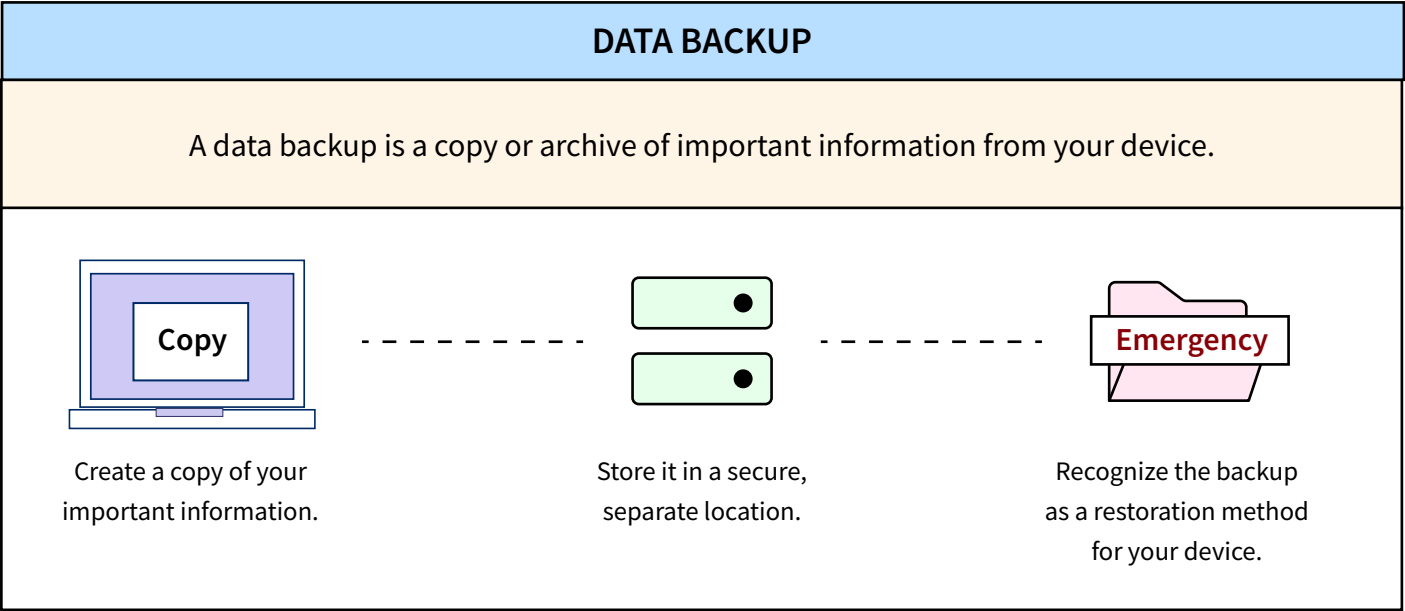 DATA BACKUP
A data backup is a copy or archive of important information from your device.
Copy
Emergency
Create a copy of your
important information.
Store it in a secure,
separate location.
Recognize the backup
as a restoration method
for your device.